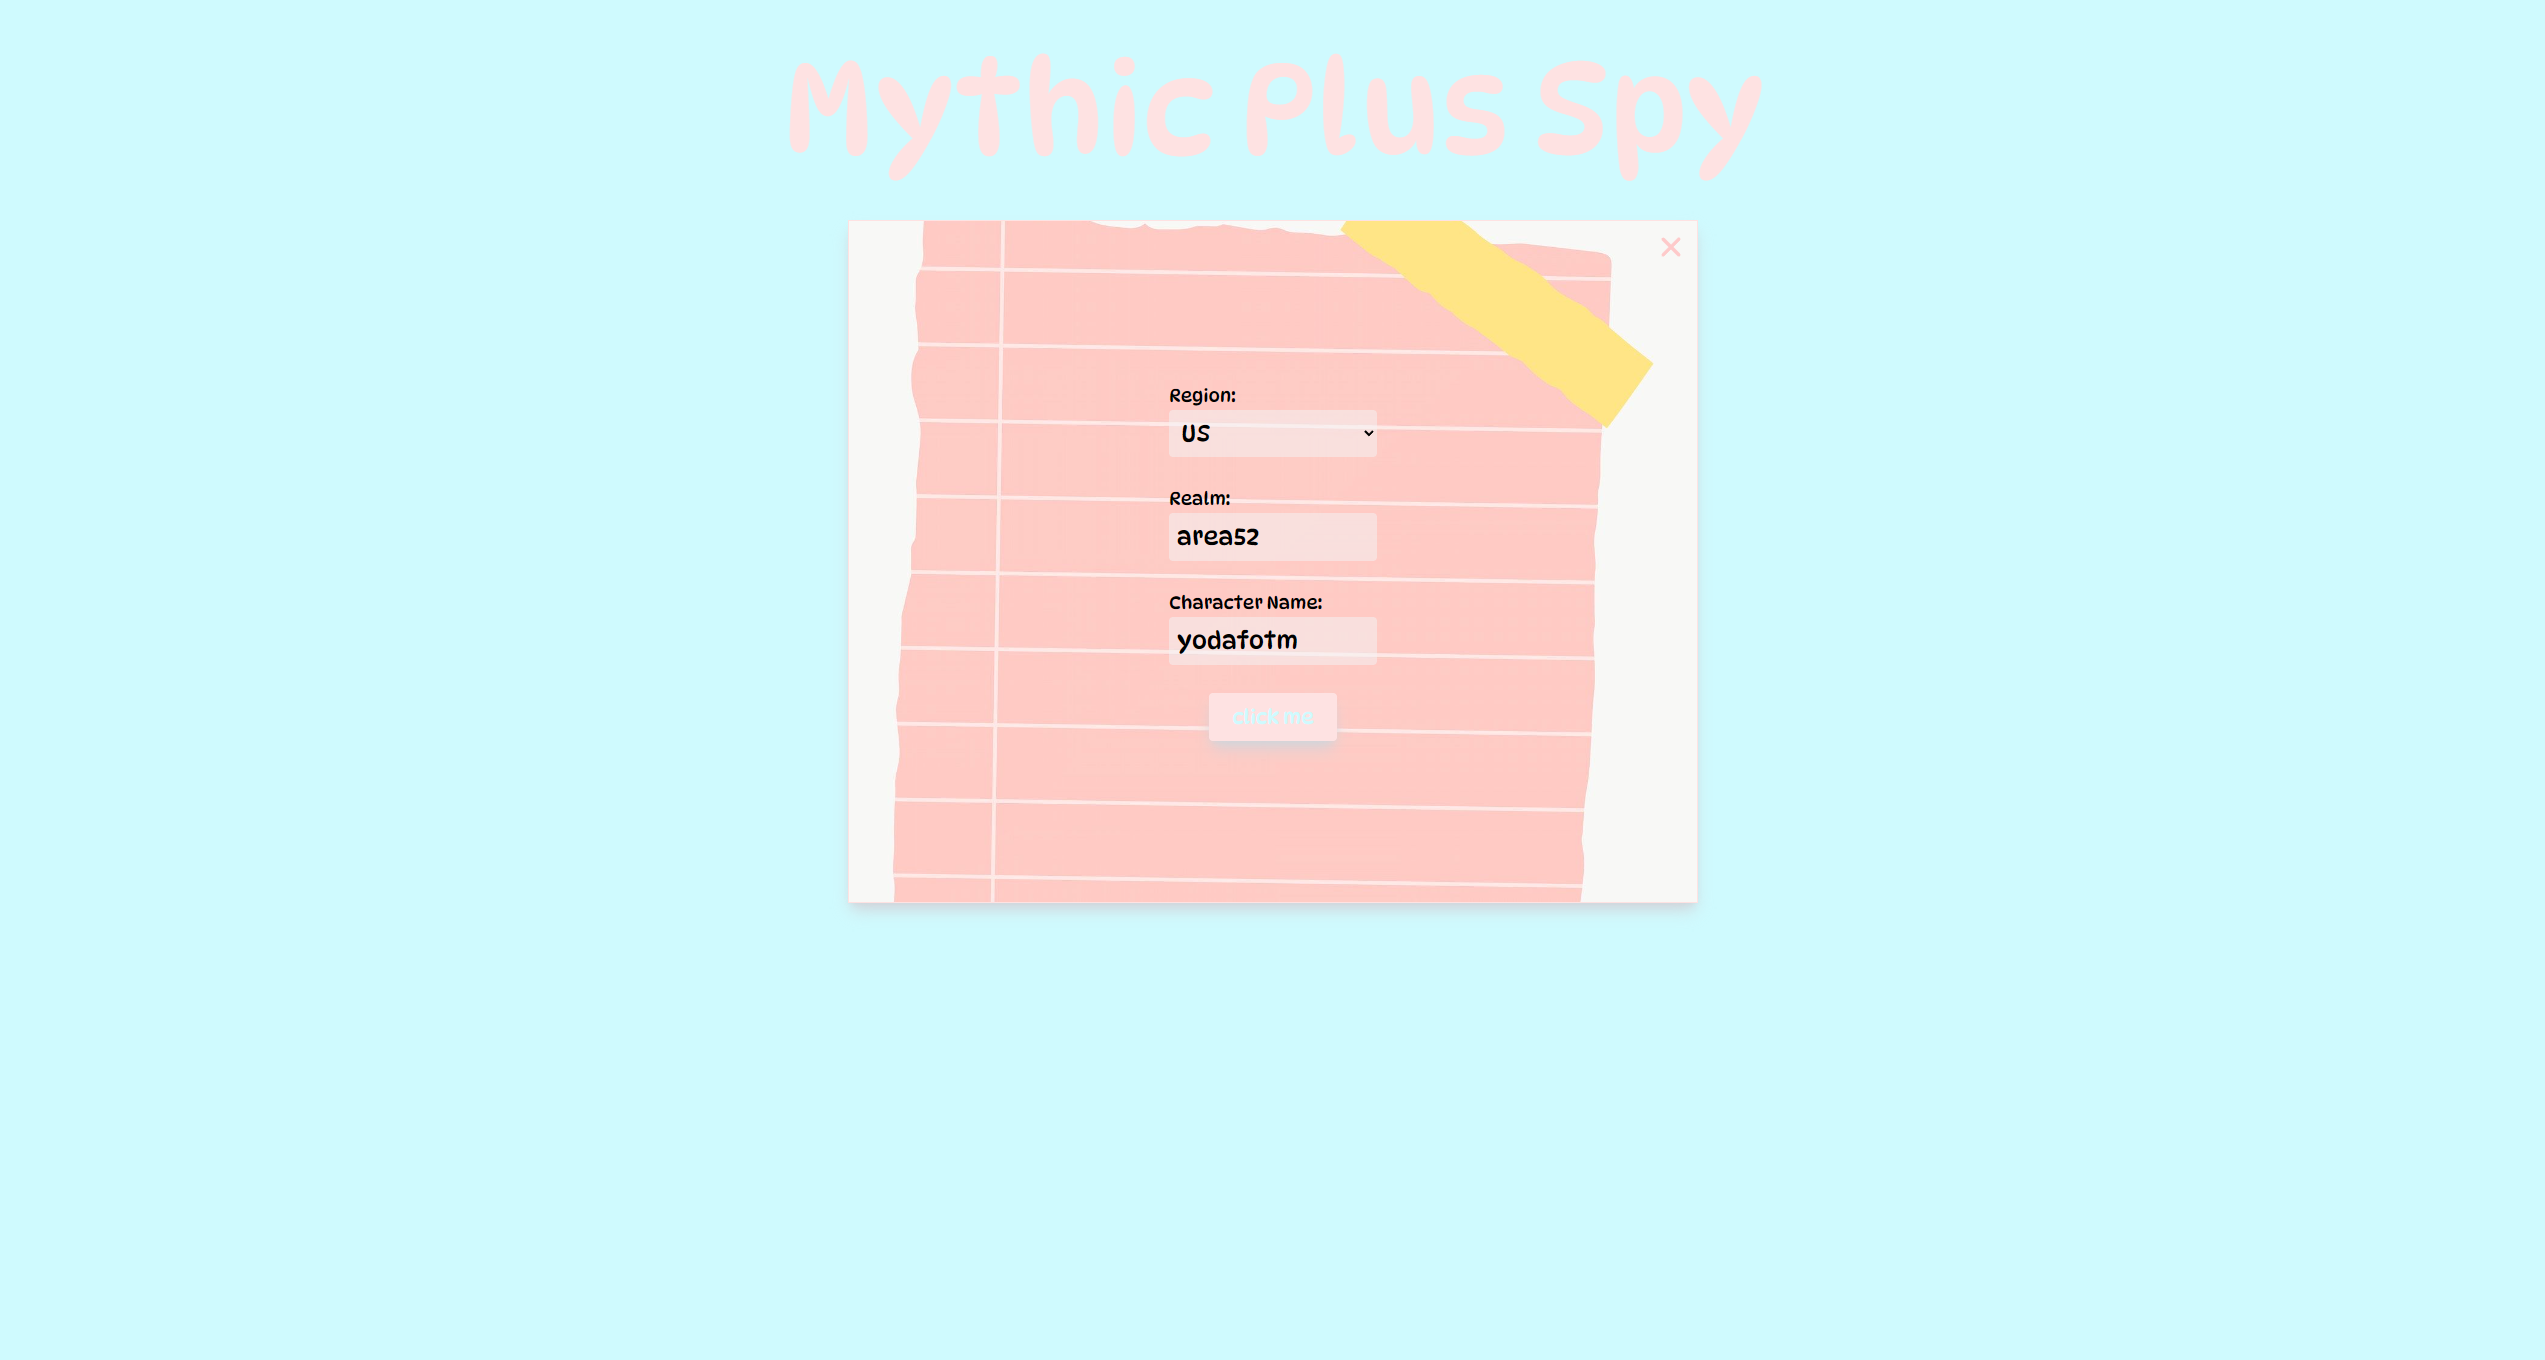 Mythic Plus Spy
Region:
US
Realm:
area52
Character Name:
yodafotm
click me